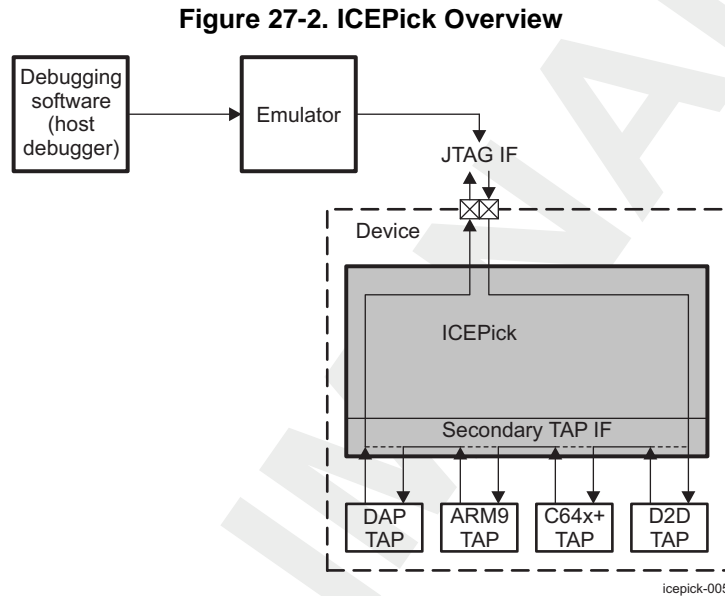 Figure 27-2. ICEPick Overview
Debugging
software
(host
debugger)
Emulator
JTAG IF
Device
ICEPick
Secondary TAP IF
DAP
TAP
ARM9
TAP
C64x+
TAP
D2D
TAP
icepick-005